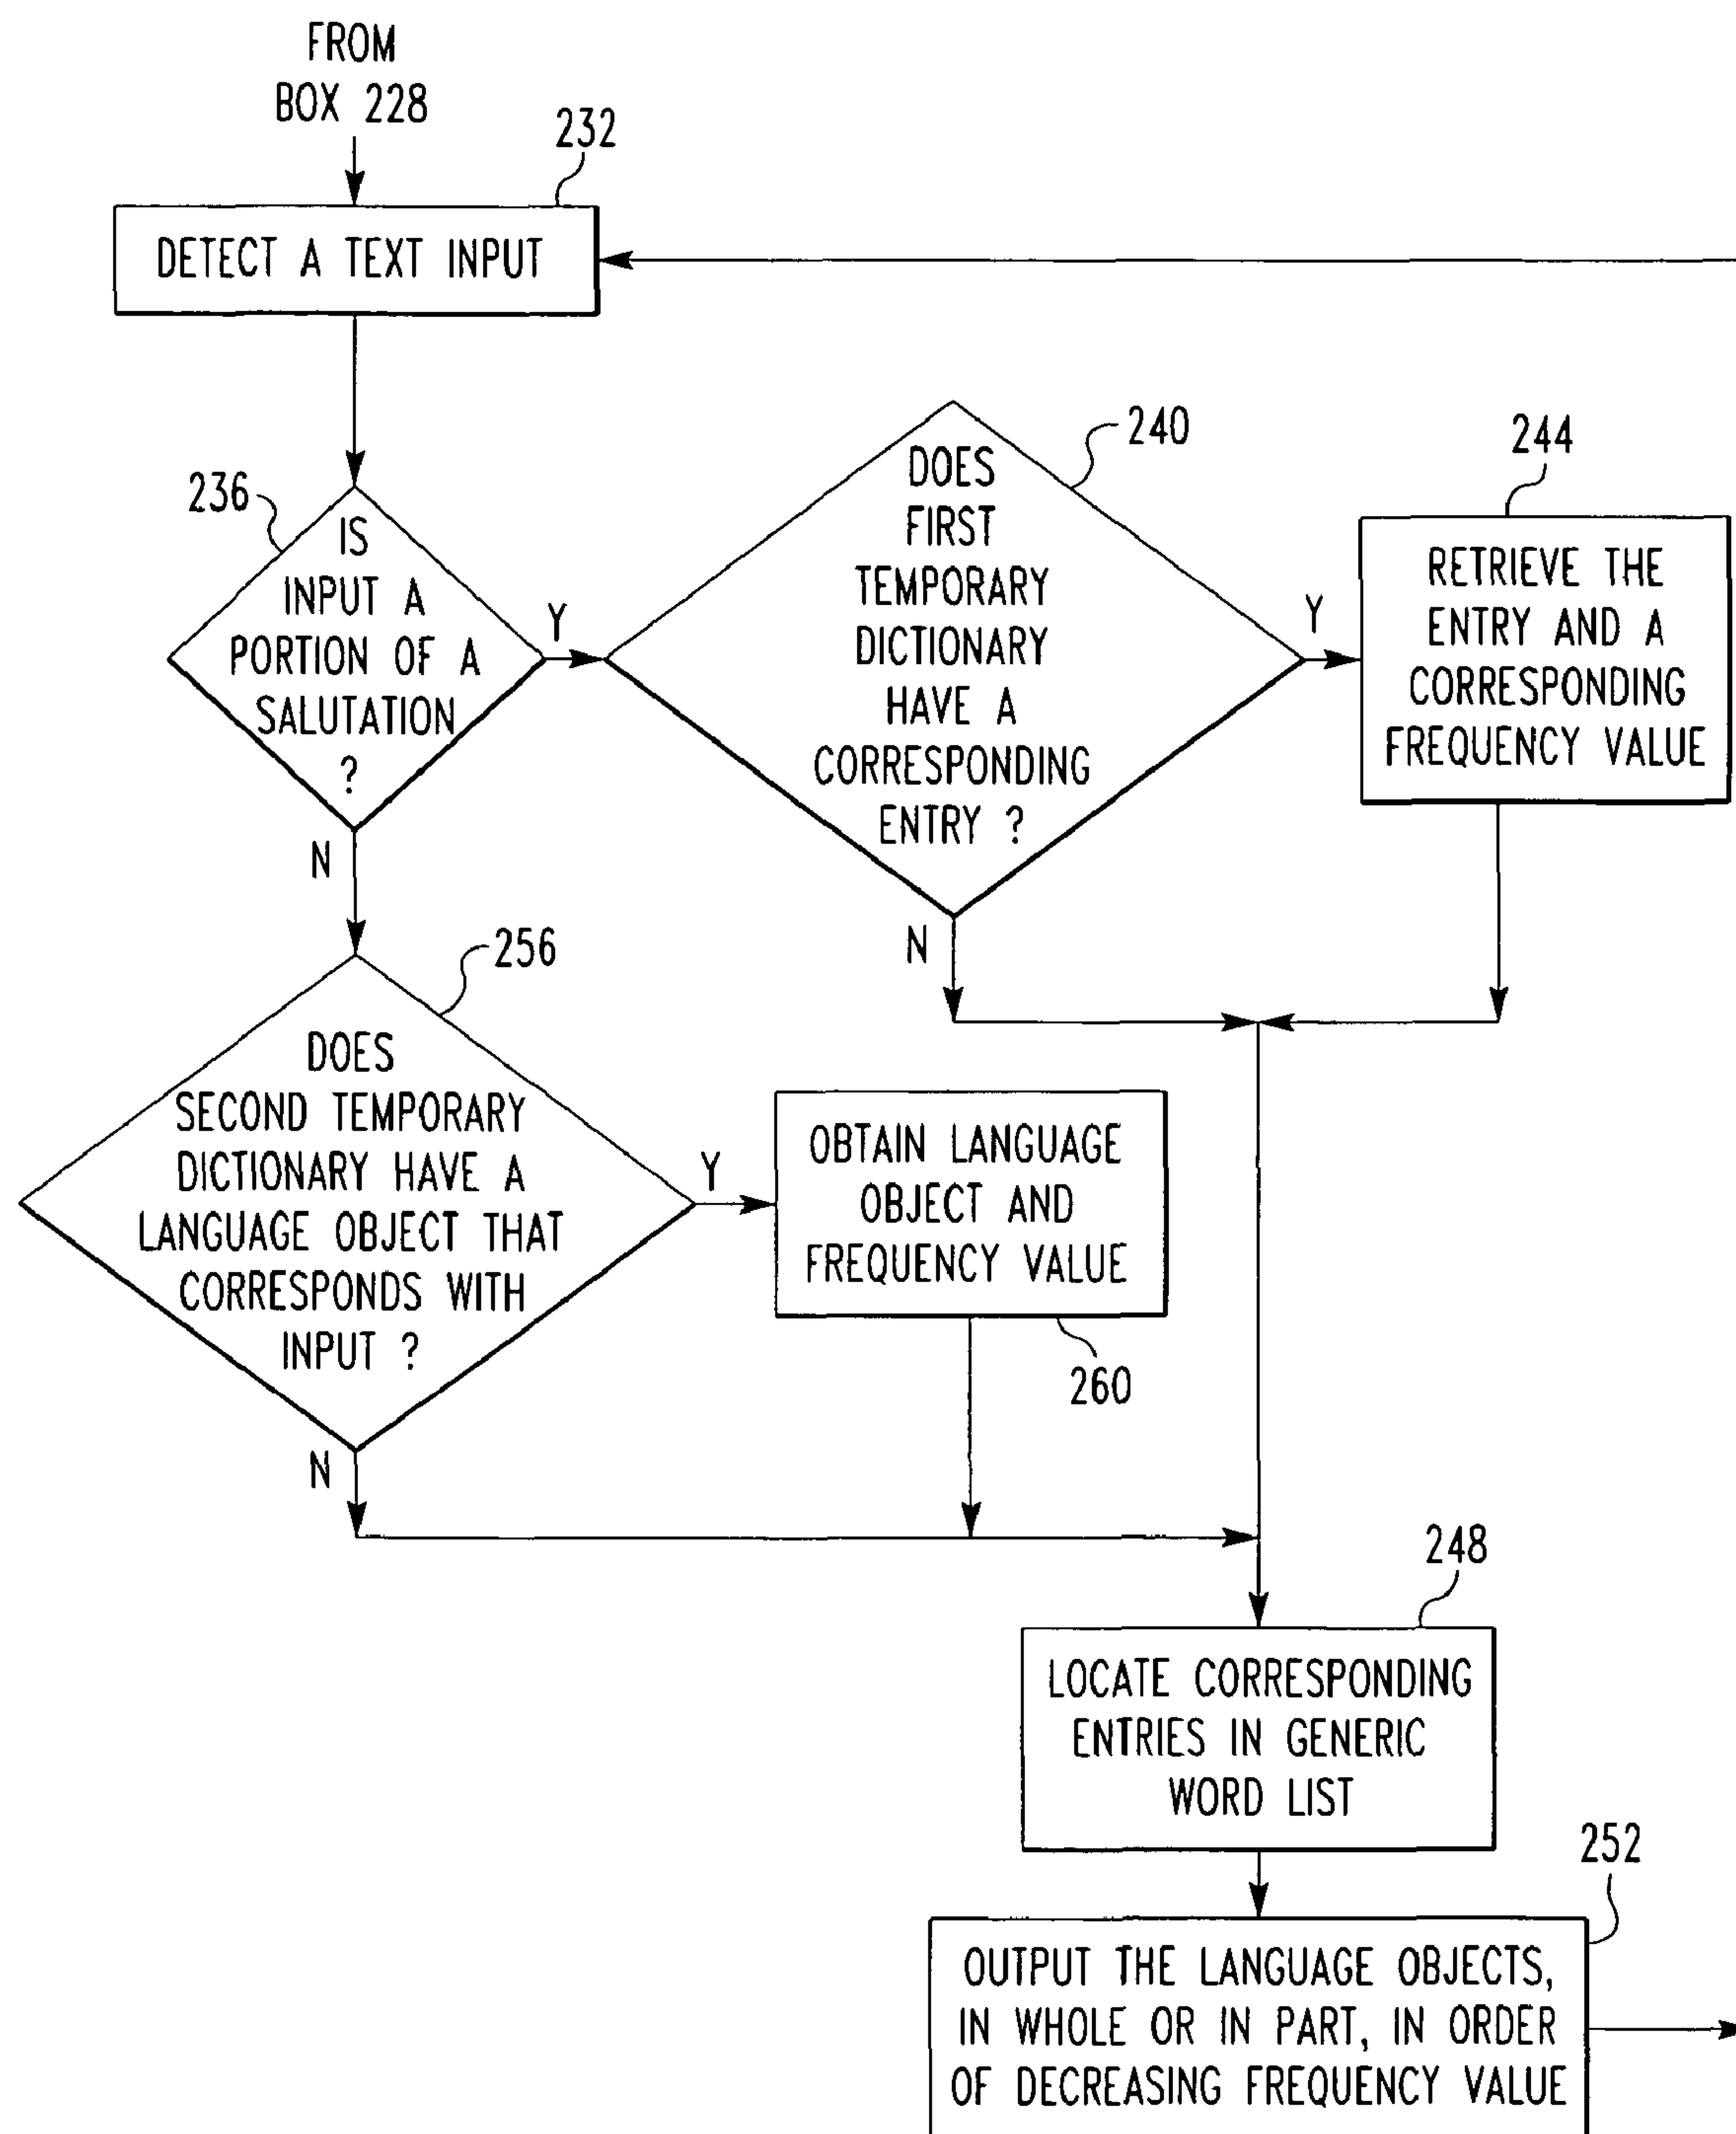 FROM
BOX 228
232
DETECT A TEXT INPUT
236
IS
INPUT A
PORTION OF A
SALUTATION
?
Y
N
240
DOES
FIRST
TEMPORARY
DICTIONARY
HAVE A
CORRESPONDING
ENTRY ?
Y
N
244
RETRIEVE THE
ENTRY AND A
CORRESPONDING
FREQUENCY VALUE
256
DOES
SECOND TEMPORARY
DICTIONARY HAVE A
LANGUAGE OBJECT THAT
CORRESPONDS WITH
INPUT ?
Y
N
OBTAIN LANGUAGE
OBJECT AND
FREQUENCY VALUE
260
248
LOCATE CORRESPONDING
ENTRIES IN GENERIC
WORD LIST
252
OUTPUT THE LANGUAGE OBJECTS,
IN WHOLE OR IN PART, IN ORDER
OF DECREASING FREQUENCY VALUE